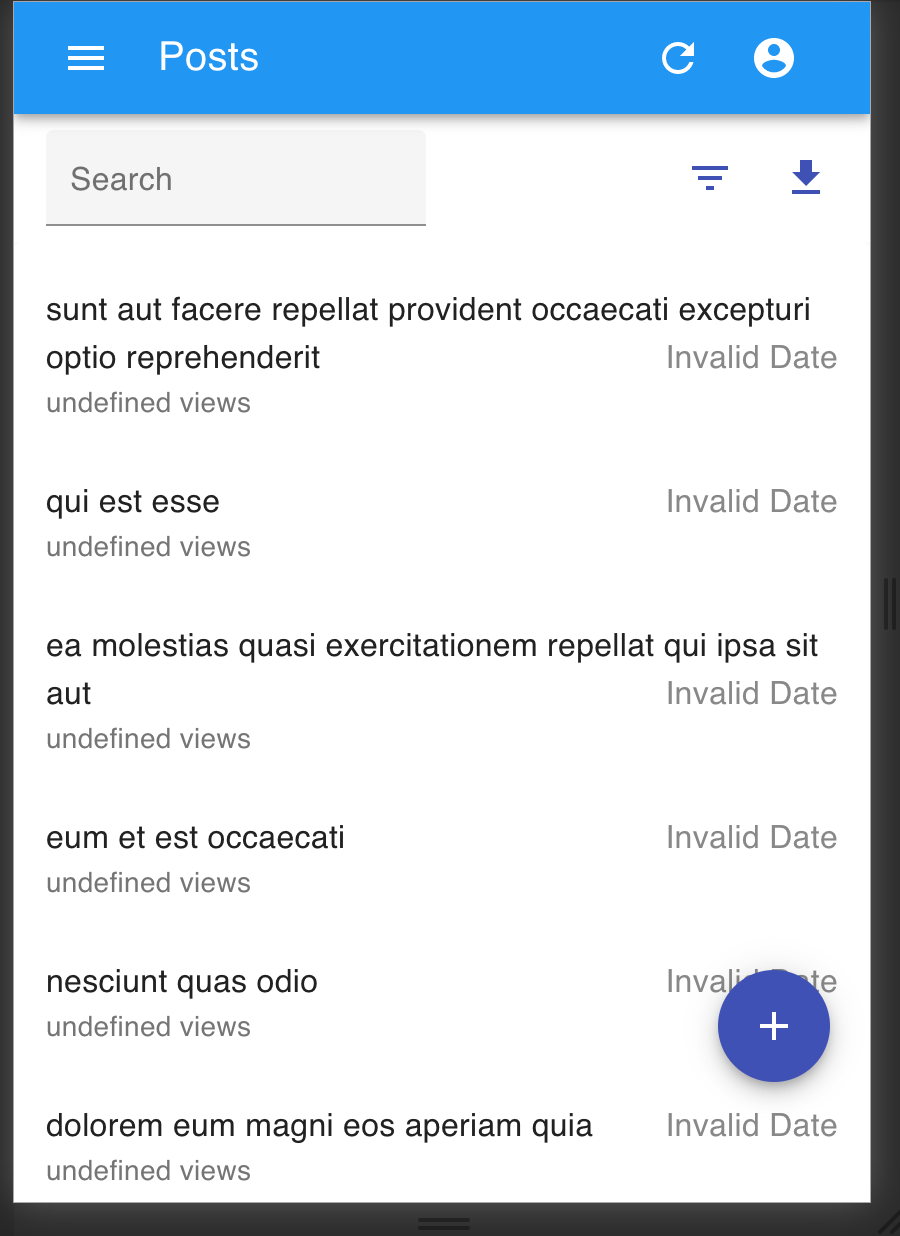 Posts
Search
sunt aut facere repellat provident occaecati excepturi
optio reprehenderit Invalid Date
undefined views
qui est esse Invalid Date
undefined views
ea molestias quasi exercitationem repellat qui ipsa sit
aut Invalid Date
undefined views
eum et est occaecati Invalid Date
undefined views
nesciunt quas odio
undefined views
dolorem eum magni eos aperiam quia Invalid Date
undefined views